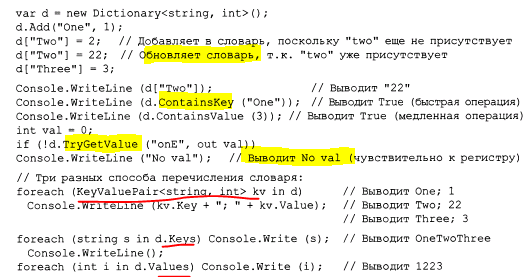 var d = new Dictionary<string, int>();
d.Add("One", 1);
d["Two"] = 2; // Добавляет в словарь, поскольку "two" еще не присутствует
d["Two"] = 22; // Обновляет словарь, т.к. "two" уже присутствует
d["Three"] = 3;
Console.WriteLine (d["Two"]); // Выводит "22"
Console.WriteLine (d.ContainsKey ("One")); // Выводит True (быстрая операция)
Console.WriteLine (d.ContainsValue (3)); // Выводит True (медленная операция)
int val = 0;
if (!d.TryGetValue ("onE", out val))
Console.WriteLine ("No val"); // Выводит No val (чувствительно к регистру)
// Три разных способа перечисления словаря:
foreach (KeyValuePair<string, int> kv in d) // Выводит One; 1
Console.WriteLine (kv.Key + "; " + kv.Value); // Выводит Two; 22
// Выводит Three; 3
foreach (string s in d.Keys) Console.Write (s); // Выводит OneTwoThree
Console.WriteLine();
foreach (int i in d.Values) Console.Write (i); // Выводит 1223